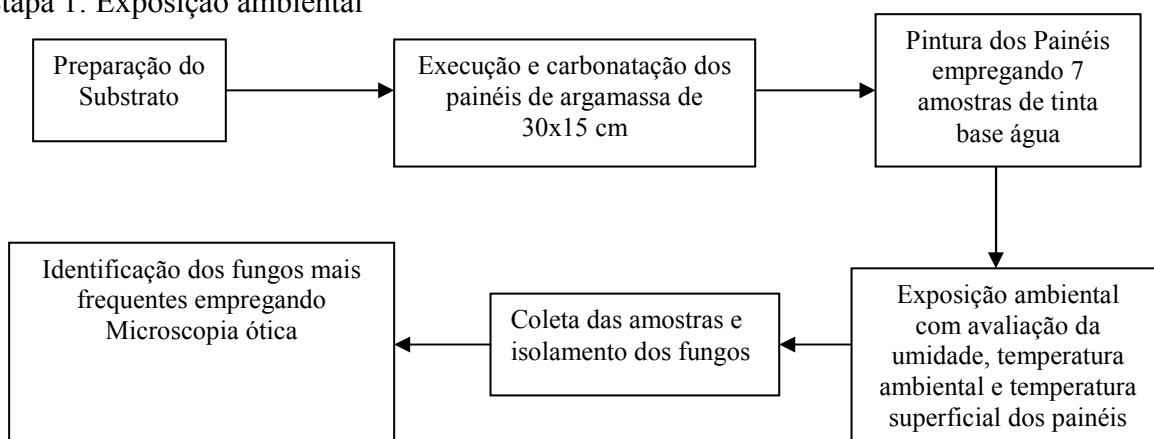 Etapa 1: Exposição ambiental
Preparação do
Substrato
Execução e carbonatação dos
painéis de argamassa de
30x15 cm
Pintura dos Painéis
empregando 7
amostras de tinta
base água
Exposição ambiental
com avaliação da
umidade, temperatura
ambiental e temperatura
superficial dos painéis
Coleta das amostras e
isolamento dos fungos
Identificação dos fungos mais
frequentes empregando
Microscopia ótica